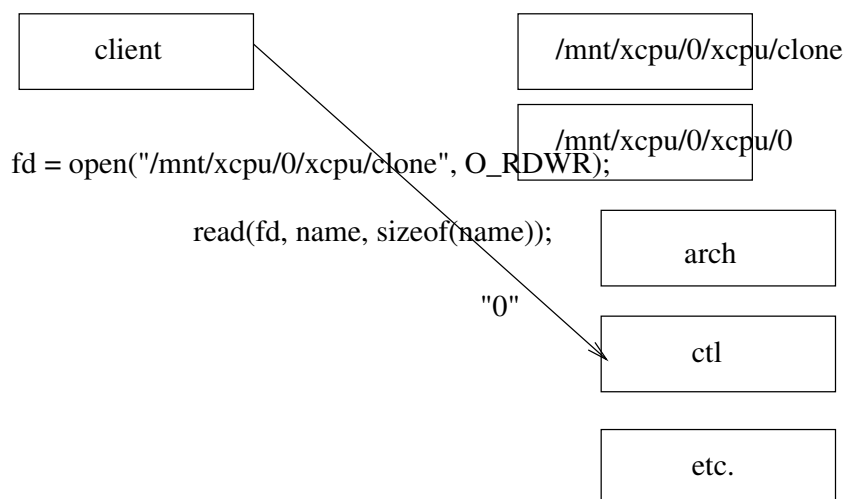 client
/mnt/xcpu/0/xcpu/clone
/mnt/xcpu/0/xcpu/0
fd = open("/mnt/xcpu/0/xcpu/clone", O_RDWR);
read(fd, name, sizeof(name));
arch
"0"
ctl
etc.